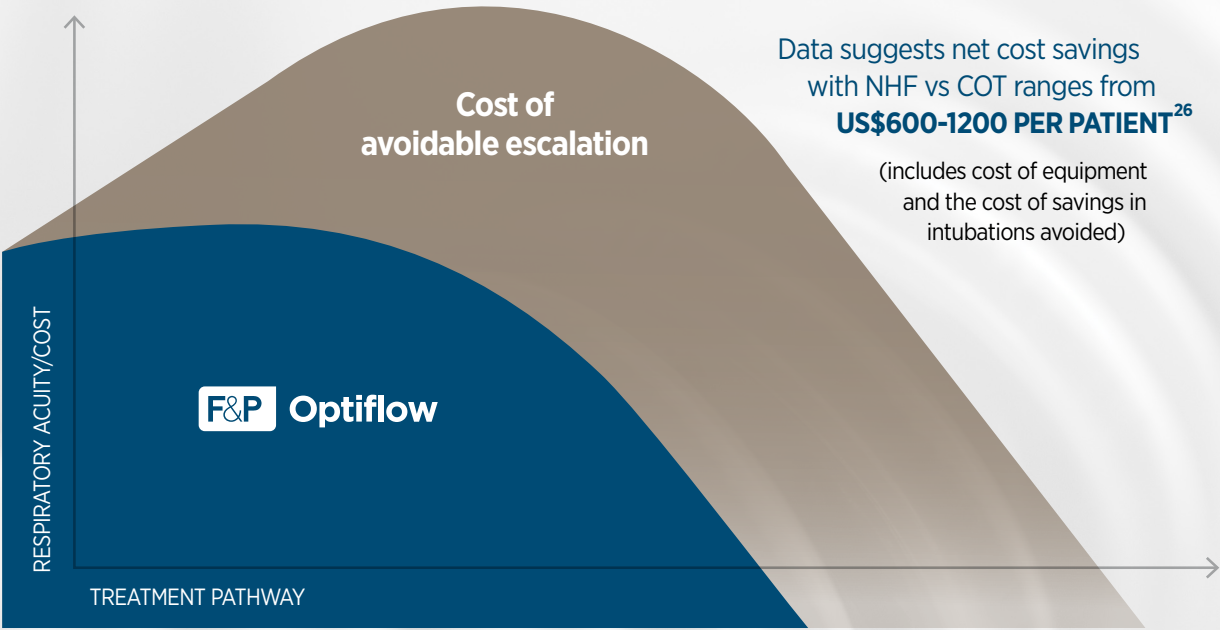 Data suggests net cost savings
with NHF vs COT ranges from
US$600-1200 PER PATIENT26
(includes cost of equipment
and the cost of savings in
intubations avoided)
Cost of
avoidable escalation
F&P Optiflow
RESPIRATORY ACUITY/COST
TREATMENT PATHWAY